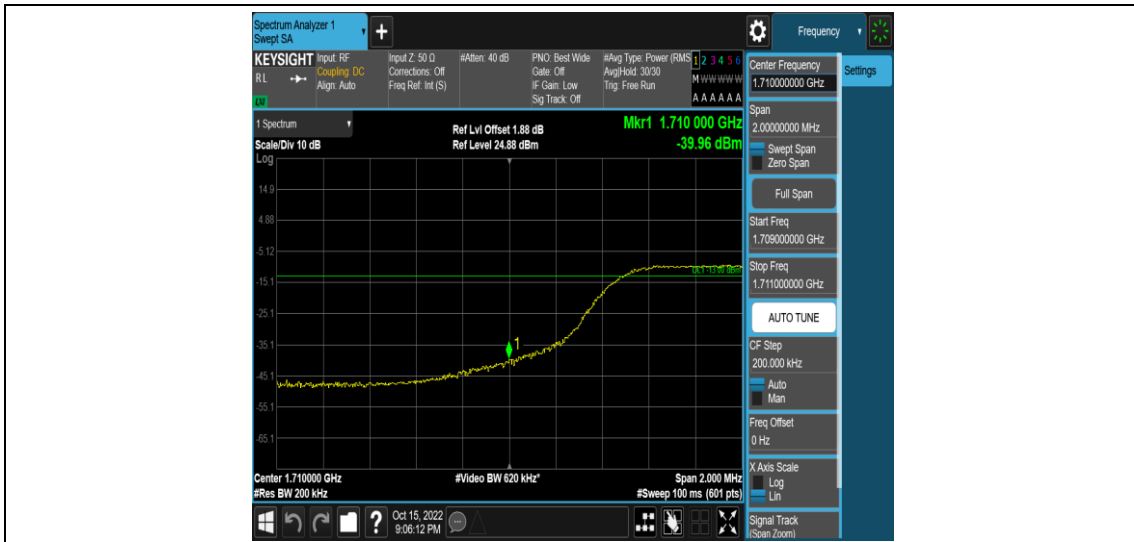 Spectrum Analyzer 1
Swept SA
+
Frequency
KEYSIGHT
RL
LXI
Input: RF
Coupling: DC
Align: Auto
Input Z: 50 Ω
Corrections: Off
Freq Ref: Int (S)
#Atten: 40 dB
PNO: Best Wide
Gate: Off
IF Gain: Low
Sig Track: Off
#Avg Type: Power (RMS
Avg|Hold: 30/30
Trig: Free Run
1 2 3 4 5 6
M W W W W W
A A A A A A
1 Spectrum
Scale/Div 10 dB
Ref Lvl Offset 1.88 dB
Ref Level 24.88 dBm
Mkr1 1.710 000 GHz
-39.96 dBm
Log
14.9
4.88
-5.12
-15.1
-25.1
-35.1
-45.1
-55.1
-65.1
DL1 -13.00 dBm
1
Center 1.710000 GHz
#Res BW 200 kHz
#Video BW 620 kHz*
Span 2.000 MHz
#Sweep 100 ms (601 pts)
Center Frequency
1.710000000 GHz
Settings
Span
2.00000000 MHz
Swept Span
Zero Span
Full Span
Start Freq
1.709000000 GHz
Stop Freq
1.711000000 GHz
AUTO TUNE
CF Step
200.000 kHz
Auto
Man
Freq Offset
0 Hz
X Axis Scale
Log
Lin
Signal Track
(Span Zoom)
?
Oct 15, 2022
9:06:12 PM